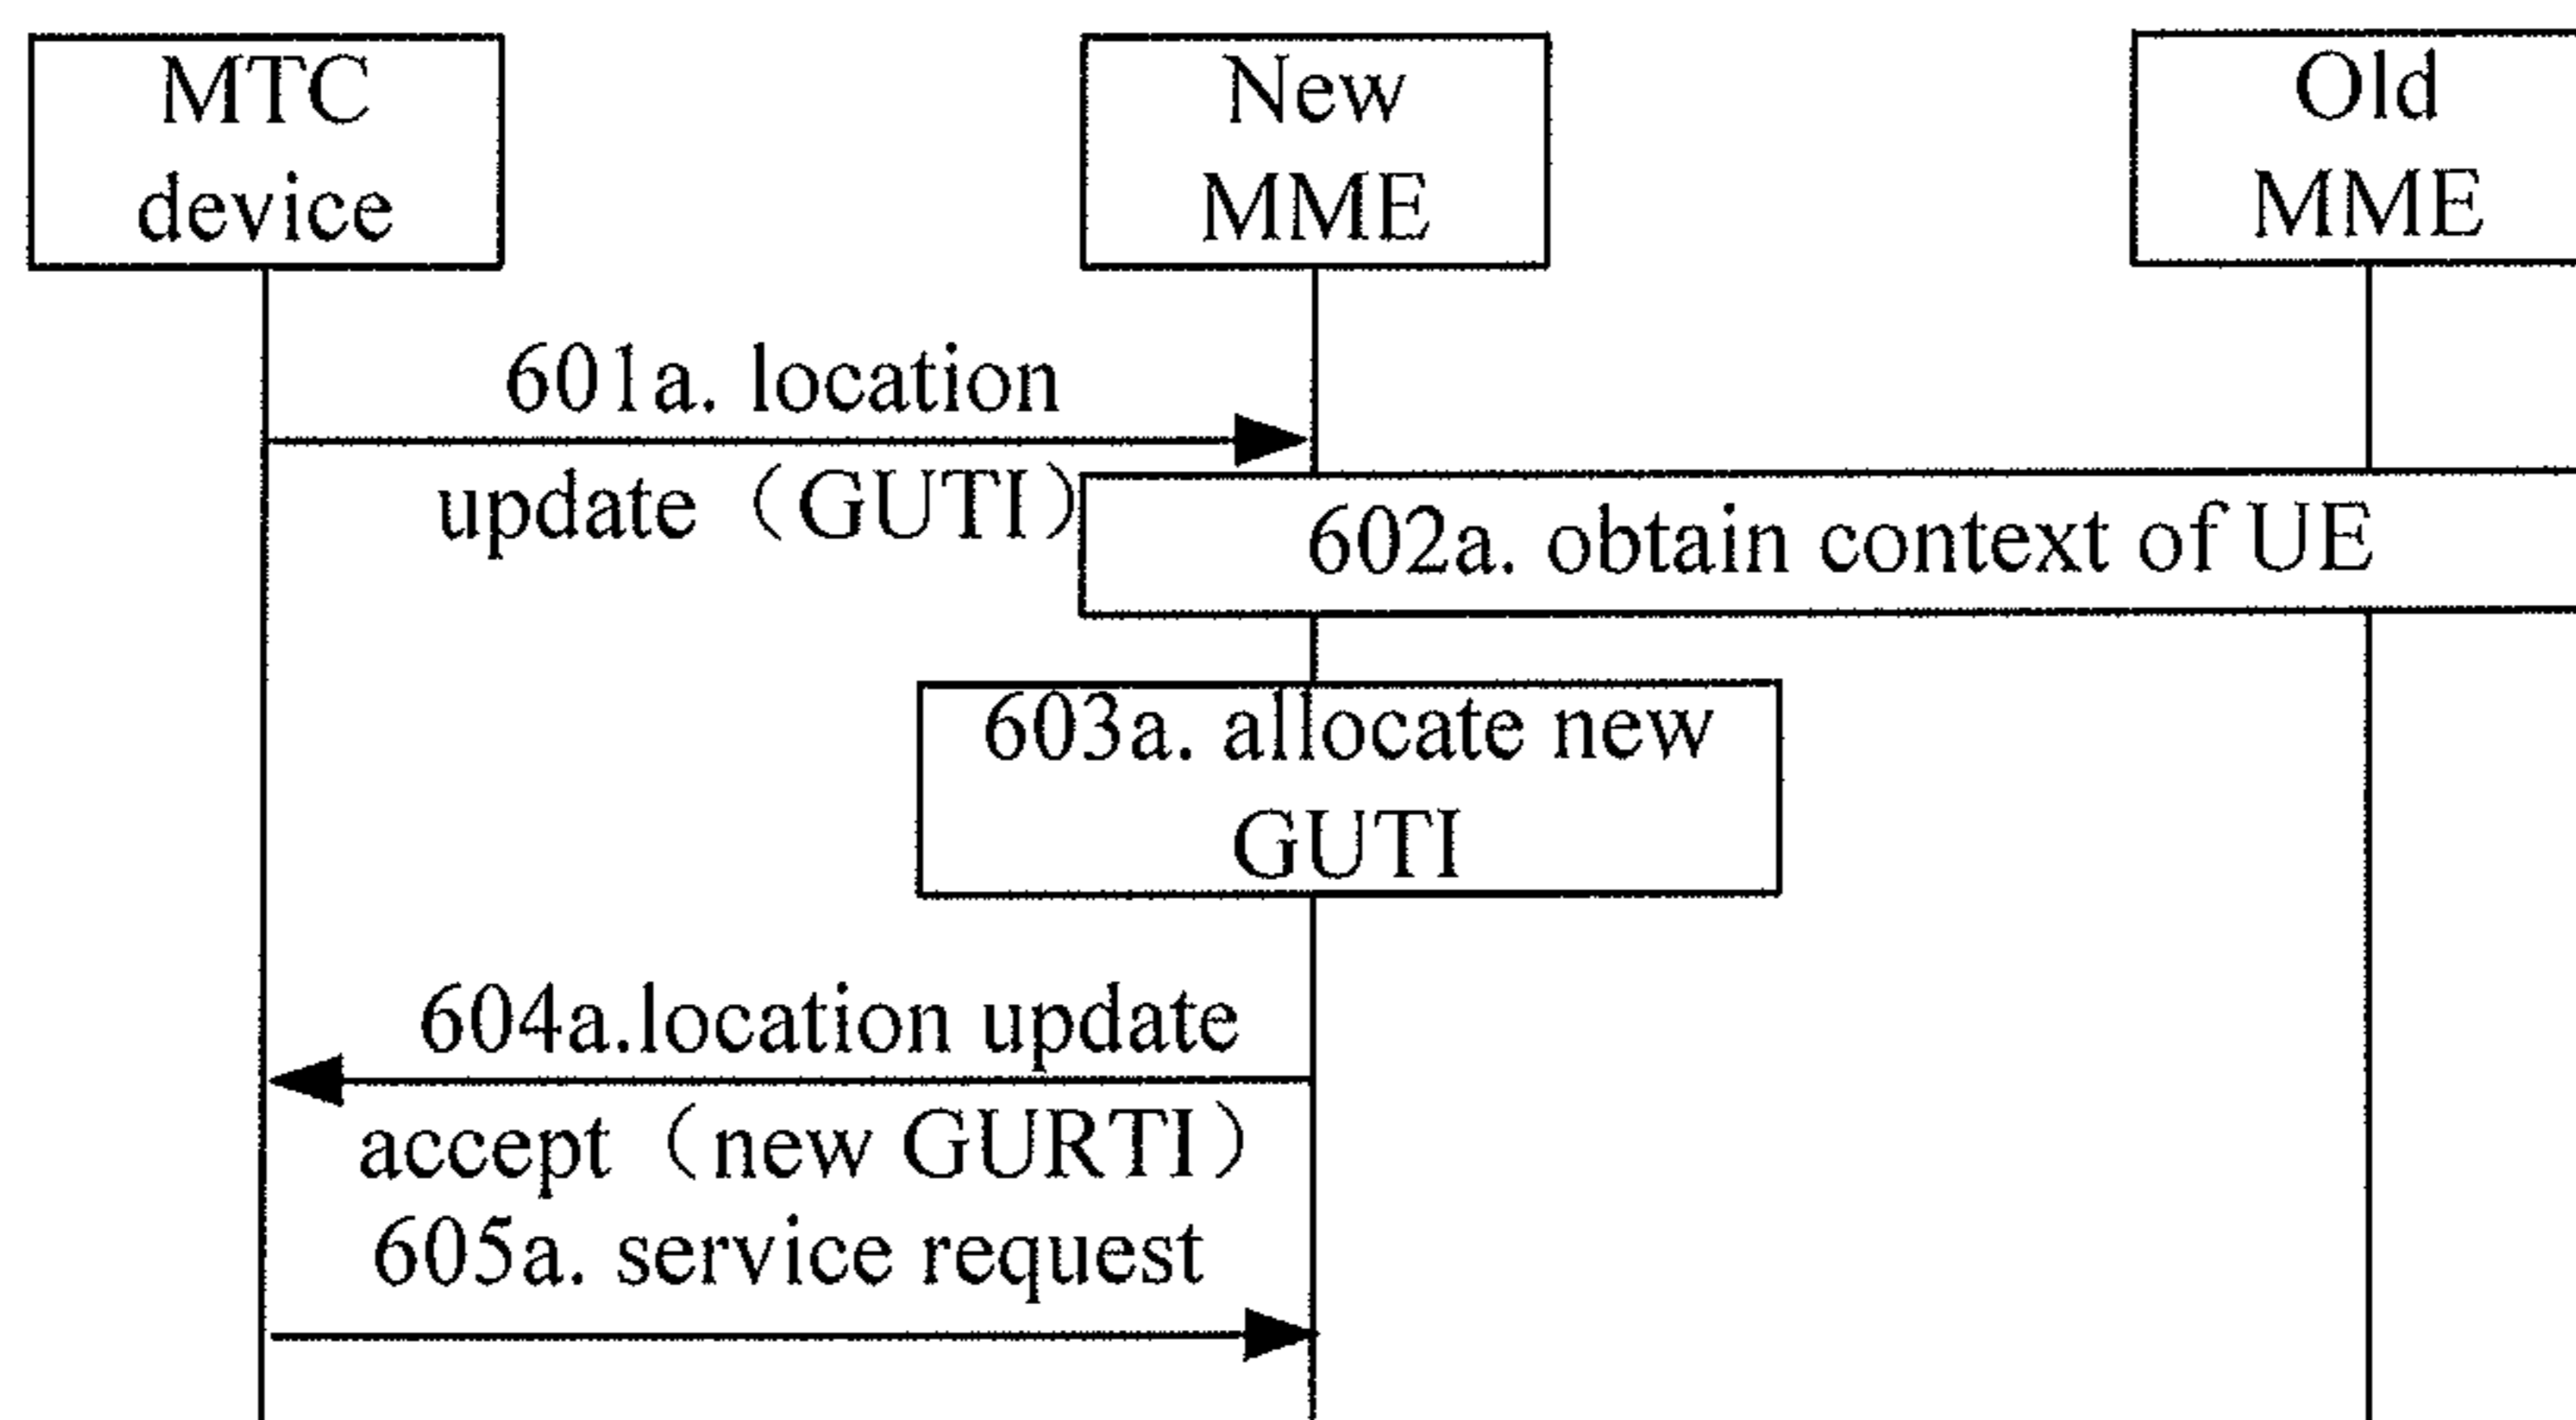 MTC
device
New
MME
Old
MME
601a. location
update（GUTI）
602a. obtain context of UE
603a. allocate new
GUTI
604a.location update
accept（new GURTI）
605a. service request